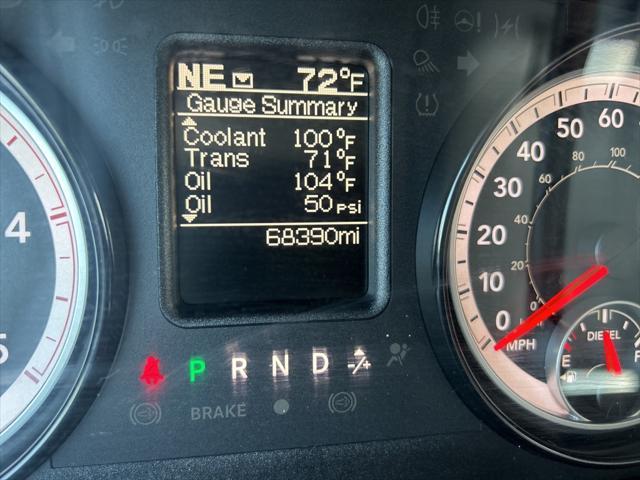 NE 72°F
Gauge Summary
Coolant 100°F
Trans 71°F
Oil 104°F
Oil 50 PSI
68390mi
P R N D
BRAKE
4
5
60
50
40
30
20
10
0
MPH
100
80
60
40
20
0
DIESEL
E F